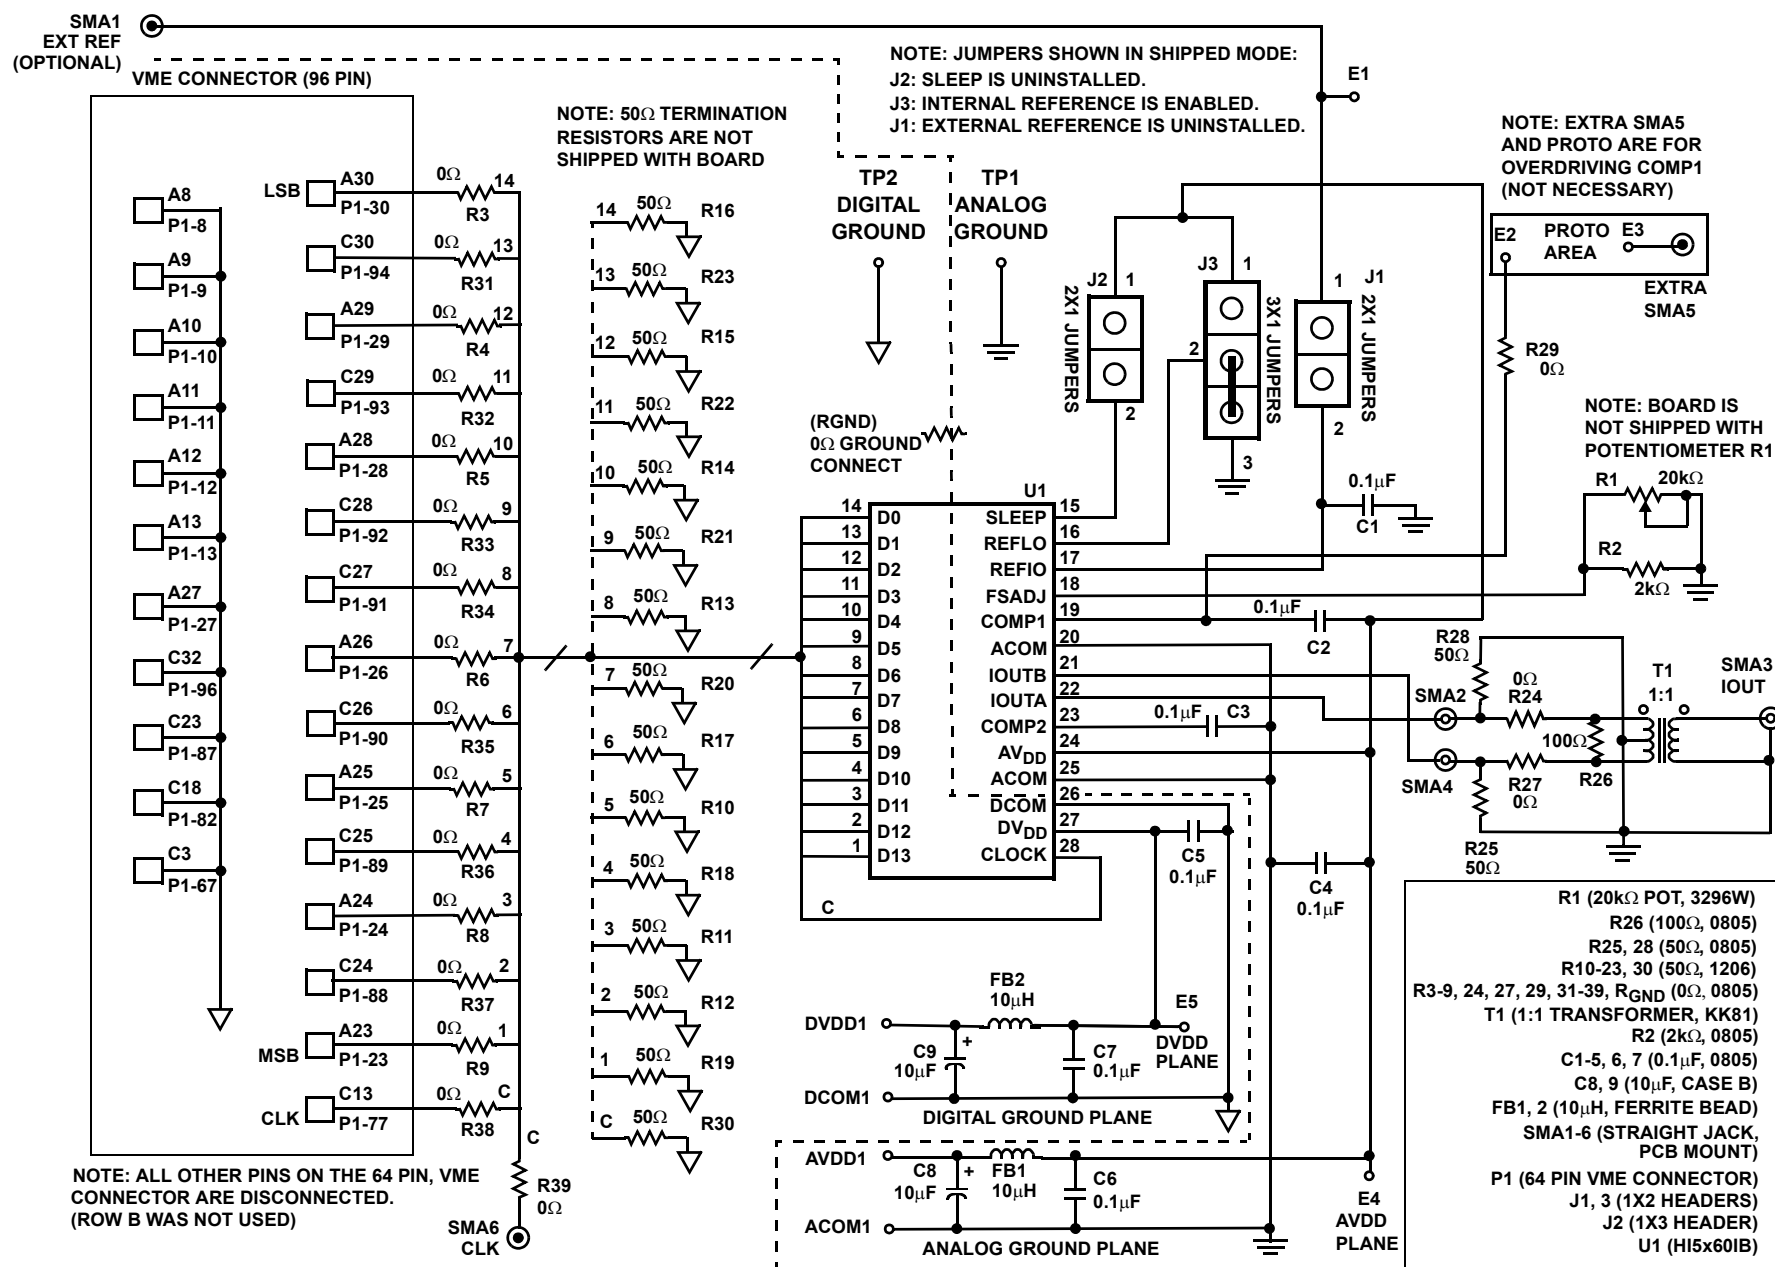 SMA1
EXT REF
(OPTIONAL)
VME CONNECTOR (96 PIN)
NOTE: JUMPERS SHOWN IN SHIPPED MODE:
J2: SLEEP IS UNINSTALLED.
J3: INTERNAL REFERENCE IS ENABLED.
J1: EXTERNAL REFERENCE IS UNINSTALLED.
E1
NOTE: 50Ω TERMINATION
RESISTORS ARE NOT
SHIPPED WITH BOARD
NOTE: EXTRA SMA5
AND PROTO ARE FOR
OVERDRIVING COMP1
(NOT NECESSARY)
E2
PROTO
AREA
E3
EXTRA
SMA5
R29
0Ω
TP2
DIGITAL
GROUND
TP1
ANALOG
GROUND
(RGND)
0Ω GROUND
CONNECT
A8
P1-8
A9
P1-9
A10
P1-10
A11
P1-11
A12
P1-12
A13
P1-13
A27
P1-27
C32
P1-96
C23
P1-87
C18
P1-82
C3
P1-67
LSB A30 0Ω 14
P1-30 R3
C30 0Ω 13
P1-94 R31
A29 0Ω 12
P1-29 R4
C29 0Ω 11
P1-93 R32
A28 0Ω 10
P1-28 R5
C28 0Ω 9
P1-92 R33
C27 0Ω 8
P1-91 R34
A26 0Ω 7
P1-26 R6
C26 0Ω 6
P1-90 R35
A25 0Ω 5
P1-25 R7
C25 0Ω 4
P1-89 R36
A24 0Ω 3
P1-24 R8
C24 0Ω 2
P1-88 R37
MSB A23 0Ω 1
P1-23 R9
CLK C13 0Ω C
P1-77 R38
C
R39
0Ω
SMA6
CLK
NOTE: ALL OTHER PINS ON THE 64 PIN, VME
CONNECTOR ARE DISCONNECTED.
(ROW B WAS NOT USED)
14 50Ω R16
13 50Ω R23
12 50Ω R15
11 50Ω R22
10 50Ω R14
9 50Ω R21
8 50Ω R13
7 50Ω R20
6 50Ω R17
5 50Ω R10
4 50Ω R18
3 50Ω R11
2 50Ω R12
1 50Ω R19
C 50Ω R30
J2 1
2X1 JUMPERS
2
J3 1
2
3X1 JUMPERS
3
1 J1
2X1 JUMPERS
2
0.1µF
C1
U1
14 D0 SLEEP 15
13 D1 REFLO 16
12 D2 REFIO 17
11 D3 FSADJ 18
10 D4 COMP1 19
9 D5 ACOM 20
8 D6 IOUTB 21
7 D7 IOUTA 22
6 D8 COMP2 23
5 D9 AVDD 24
4 D10 ACOM 25
3 D11 DCOM 26
2 D12 DVDD 27
1 D13 CLOCK 28
C
0.1µF
C2
0.1µF C3
C5
0.1µF
C4
0.1µF
NOTE: BOARD IS
NOT SHIPPED WITH
POTENTIOMETER R1
R1 20kΩ
R2
2kΩ
R28
50Ω
SMA2
0Ω
R24
T1
1:1
SMA3
IOUT
100Ω
R26
SMA4
R27
0Ω
R25
50Ω
DVDD1
FB2
10µH
E5
DVDD
PLANE
C9 +
10µF
C7
0.1µF
DCOM1
DIGITAL GROUND PLANE
AVDD1
C8 +
10µF
FB1
10µH
C6
0.1µF
E4
AVDD
PLANE
ACOM1
ANALOG GROUND PLANE
R1 (20kΩ POT, 3296W)
R26 (100Ω, 0805)
R25, 28 (50Ω, 0805)
R10-23, 30 (50Ω, 1206)
R3-9, 24, 27, 29, 31-39, RGND (0Ω, 0805)
T1 (1:1 TRANSFORMER, KK81)
R2 (2kΩ, 0805)
C1-5, 6, 7 (0.1µF, 0805)
C8, 9 (10µF, CASE B)
FB1, 2 (10µH, FERRITE BEAD)
SMA1-6 (STRAIGHT JACK,
PCB MOUNT)
P1 (64 PIN VME CONNECTOR)
J1, 3 (1X2 HEADERS)
J2 (1X3 HEADER)
U1 (HI5x60IB)